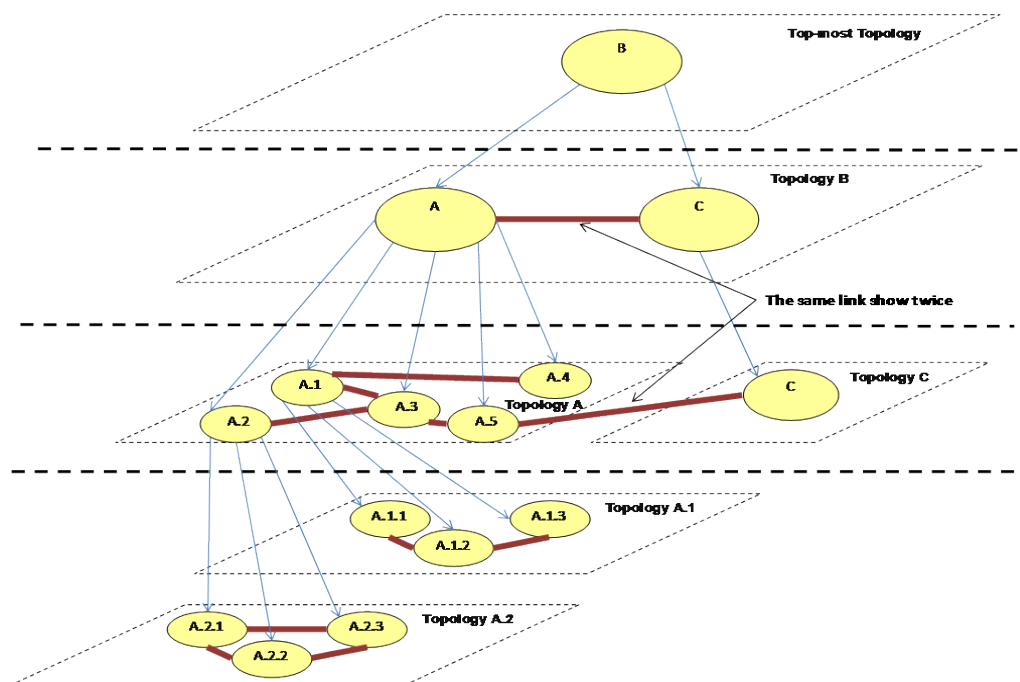 Top-most Topology
B
Topology B
A
C
The same link show twice
A.1
A.4
Topology C
C
A.3
Topology A
A.2
A.5
Topology A.1
A.1.1
A.1.3
A.1.2
Topology A.2
A.2.1
A.2.3
A.2.2